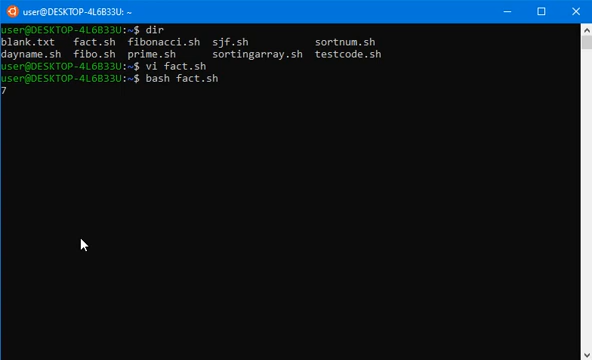 user@DESKTOP-4L6B33U: ~
user@DESKTOP-4L6B33U:~$ dir
blank.txt fact.sh fibonacci.sh sjf.sh sortnum.sh
dayname.sh fibo.sh prime.sh sortingarray.sh testcode.sh
user@DESKTOP-4L6B33U:~$ vi fact.sh
user@DESKTOP-4L6B33U:~$ bash fact.sh
7